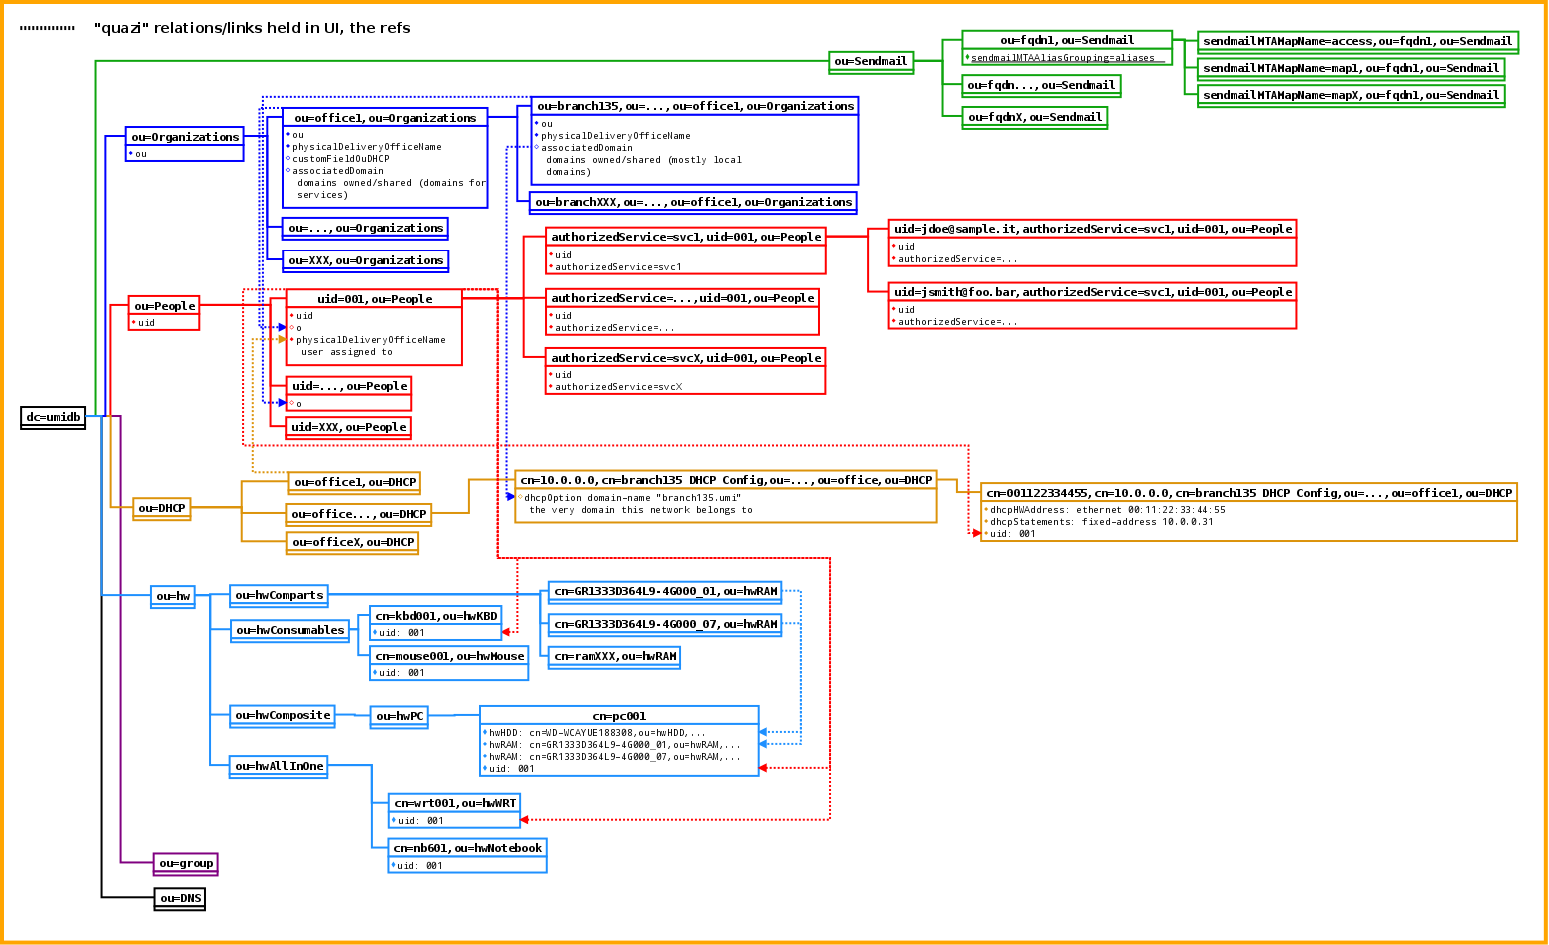 "quazi" relations/links held in UI, the refs
ou=Sendmail
ou=fqdn1,ou=Sendmail
sendmailMTAAliasGrouping=aliases
ou=fqdn...,ou=Sendmail
ou=fqdnX,ou=Sendmail
sendmailMTAMapName=access,ou=fqdn1,ou=Sendmail
sendmailMTAMapName=map1,ou=fqdn1,ou=Sendmail
sendmailMTAMapName=mapX,ou=fqdn1,ou=Sendmail
ou=Organizations
ou
ou=office1,ou=Organizations
ou
physicalDeliveryOfficeName
customFieldOuDHCP
associatedDomain
domains owned/shared (domains for
services)
ou=...,ou=Organizations
ou=XXX,ou=Organizations
ou=branch135,ou=...,ou=office1,ou=Organizations
ou
physicalDeliveryOfficeName
associatedDomain
domains owned/shared (mostly local
domains)
ou=branchXXX,ou=...,ou=office1,ou=Organizations
ou=People
uid
uid=001,ou=People
uid
o
physicalDeliveryOfficeName
user assigned to
uid=...,ou=People
o
uid=XXX,ou=People
authorizedService=svc1,uid=001,ou=People
uid
authorizedService=svc1
authorizedService=...,uid=001,ou=People
uid
authorizedService=...
authorizedService=svcX,uid=001,ou=People
uid
authorizedService=svcX
uid=jdoe@sample.it,authorizedService=svc1,uid=001,ou=People
uid
authorizedService=...
uid=jsmith@foo.bar,authorizedService=svc1,uid=001,ou=People
uid
authorizedService=...
dc=umidb
ou=DHCP
ou=office1,ou=DHCP
ou=office...,ou=DHCP
ou=officeX,ou=DHCP
cn=10.0.0.0,cn=branch135 DHCP Config,ou=...,ou=office,ou=DHCP
dhcpOption domain-name "branch135.umi"
the very domain this network belongs to
cn=001122334455,cn=10.0.0.0,cn=branch135 DHCP Config,ou=...,ou=office1,ou=DHCP
dhcpHWAddress: ethernet 00:11:22:33:44:55
dhcpStatements: fixed-address 10.0.0.31
uid: 001
ou=hw
ou=hwComparts
ou=hwConsumables
cn=kbd001,ou=hwKBD
uid: 001
cn=mouse001,ou=hwMouse
uid: 001
cn=GR1333D364L9-4G000_01,ou=hwRAM
cn=GR1333D364L9-4G000_07,ou=hwRAM
cn=ramXXX,ou=hwRAM
ou=hwComposite
ou=hwPC
cn=pc001
hwHDD: cn=WD-WCAYUE188308,ou=hwHDD,...
hwRAM: cn=GR1333D364L9-4G000_01,ou=hwRAM,...
hwRAM: cn=GR1333D364L9-4G000_07,ou=hwRAM,...
uid: 001
ou=hwAllInOne
cn=wrt001,ou=hwWRT
uid: 001
cn=nb601,ou=hwNotebook
uid: 001
ou=group
ou=DNS